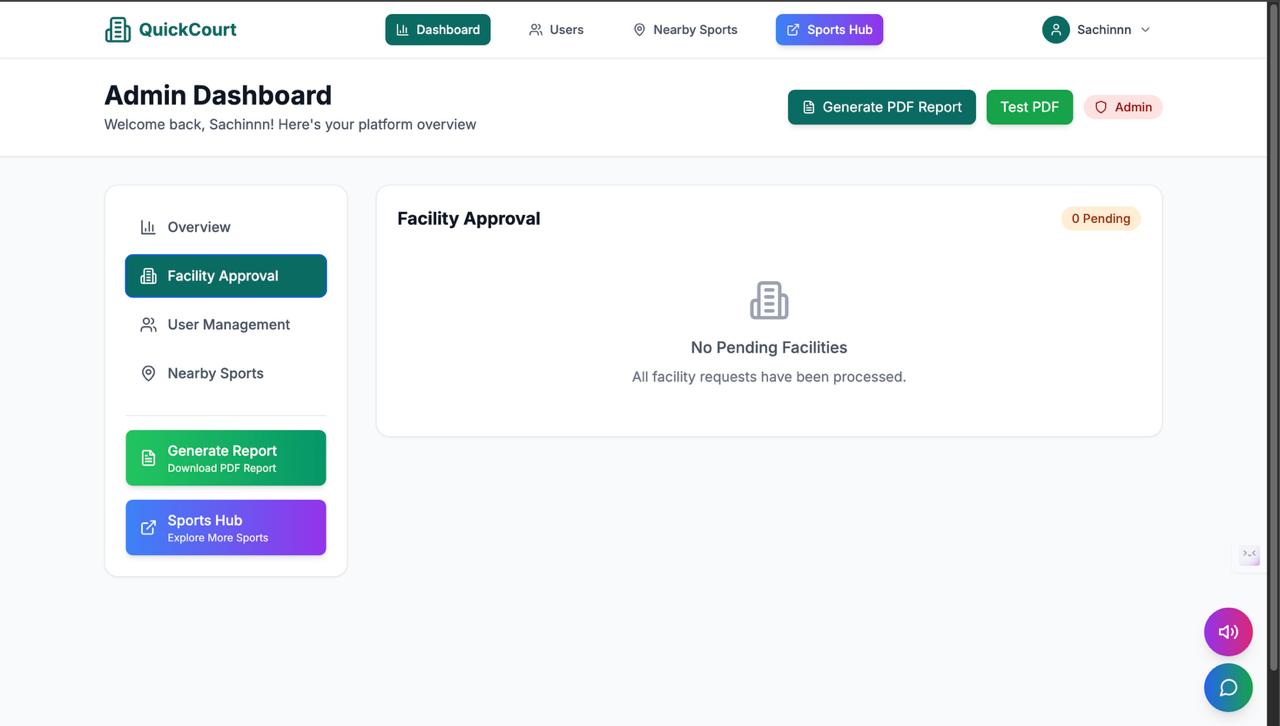 QuickCourt
Dashboard
Users
Nearby Sports
Sports Hub
Sachinnn
Admin Dashboard
Welcome back, Sachinnn! Here's your platform overview
Generate PDF Report
Test PDF
Admin
Overview
Facility Approval
User Management
Nearby Sports
Generate Report
Download PDF Report
Sports Hub
Explore More Sports
Facility Approval
0 Pending
No Pending Facilities
All facility requests have been processed.